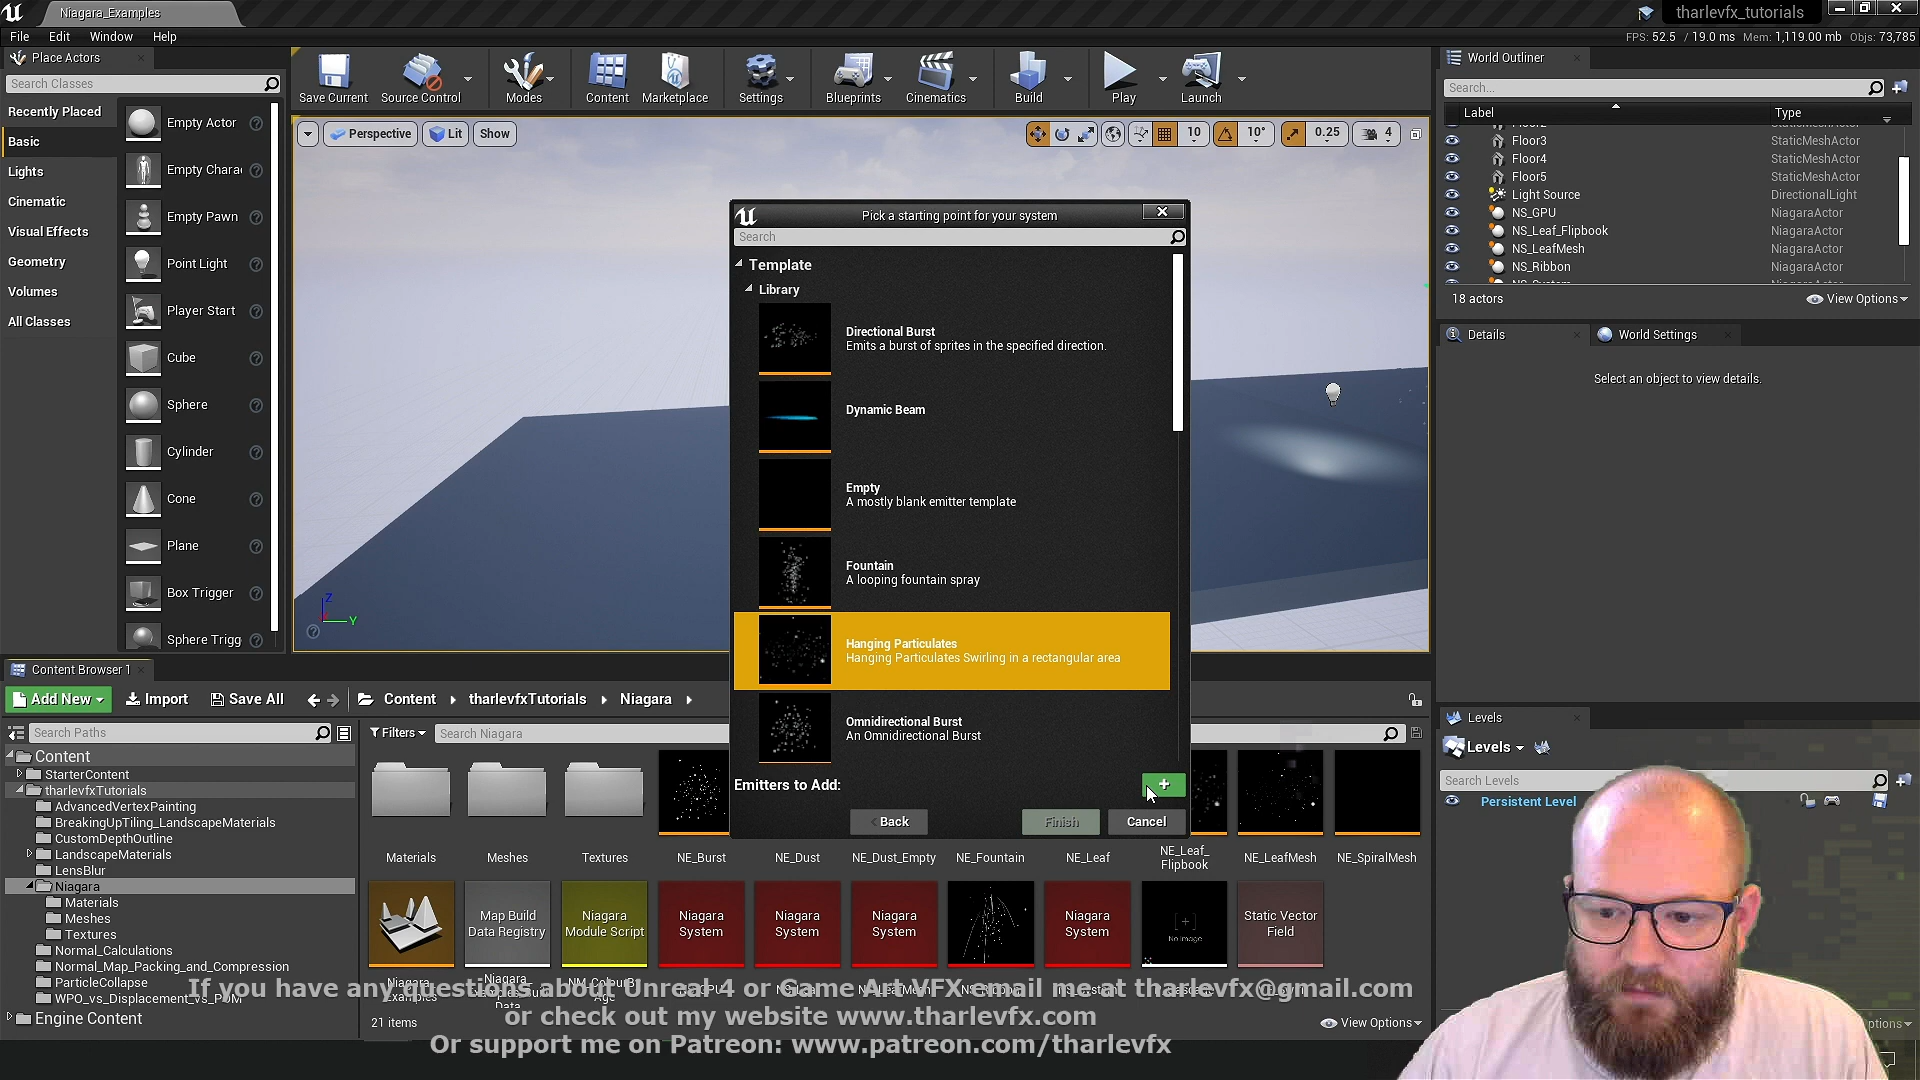 Niagara_Examples
tharlevfx_tutorials
File Edit Window Help
FPS: 52.5 / 19.0 ms Mem: 1,119.00 mb Objs: 73,785
Place Actors
Search Classes
Recently Placed
Basic
Lights
Cinematic
Visual Effects
Geometry
Volumes
All Classes
Empty Actor
Empty Chara
Empty Pawn
Point Light
Player Start
Cube
Sphere
Cylinder
Cone
Plane
Box Trigger
Sphere Trigg
Save Current
Source Control
Modes
Content
Marketplace
Settings
Blueprints
Cinematics
Build
Play
Launch
Perspective Lit Show
10 10° 0.25 4
Z
Y
Pick a starting point for your system
Search
Template
Library
Directional Burst
Emits a burst of sprites in the specified direction.
Dynamic Beam
Empty
A mostly blank emitter template
Fountain
A looping fountain spray
Hanging Particulates
Hanging Particulates Swirling in a rectangular area
Omnidirectional Burst
An Omnidirectional Burst
Emitters to Add:
Back Finish Cancel
World Outliner
Search...
Label Type
Floor3 StaticMeshActor
Floor4 StaticMeshActor
Floor5 StaticMeshActor
Light Source DirectionalLight
NS_GPU NiagaraActor
NS_Leaf_Flipbook NiagaraActor
NS_LeafMesh NiagaraActor
NS_Ribbon NiagaraActor
18 actors
View Options
Details
World Settings
Select an object to view details.
Levels
Levels
Search Levels
Persistent Level
Content Browser 1
Add New Import Save All Content tharlevfxTutorials Niagara
Search Paths
Filters
Search Niagara
Content
StarterContent
tharlevfxTutorials
AdvancedVertexPainting
BreakingUpTiling_LandscapeMaterials
CustomDepthOutline
LandscapeMaterials
LensBlur
Niagara
Materials
Meshes
Textures
Normal_Calculations
Normal_Map_Packing_and_Compression
ParticleCollapse
WPO_vs_Displacement_vs_POM
Engine Content
Materials
Meshes
Textures
NE_Burst
NE_Dust
NE_Dust_Empty
NE_Fountain
NE_Leaf
NE_Leaf_
Flipbook
NE_LeafMesh
NE_SpiralMesh
Map Build
Data Registry
Niagara
Module Script
Niagara
System
Niagara
System
Niagara
System
Niagara
System
No Image
Static Vector
Field
21 items
View Options
If you have any questions about Unreal 4 or Game Art/VFX - email me at tharlevfx@gmail.com
or check out my website www.tharlevfx.com
Or support me on Patreon: www.patreon.com/tharlevfx